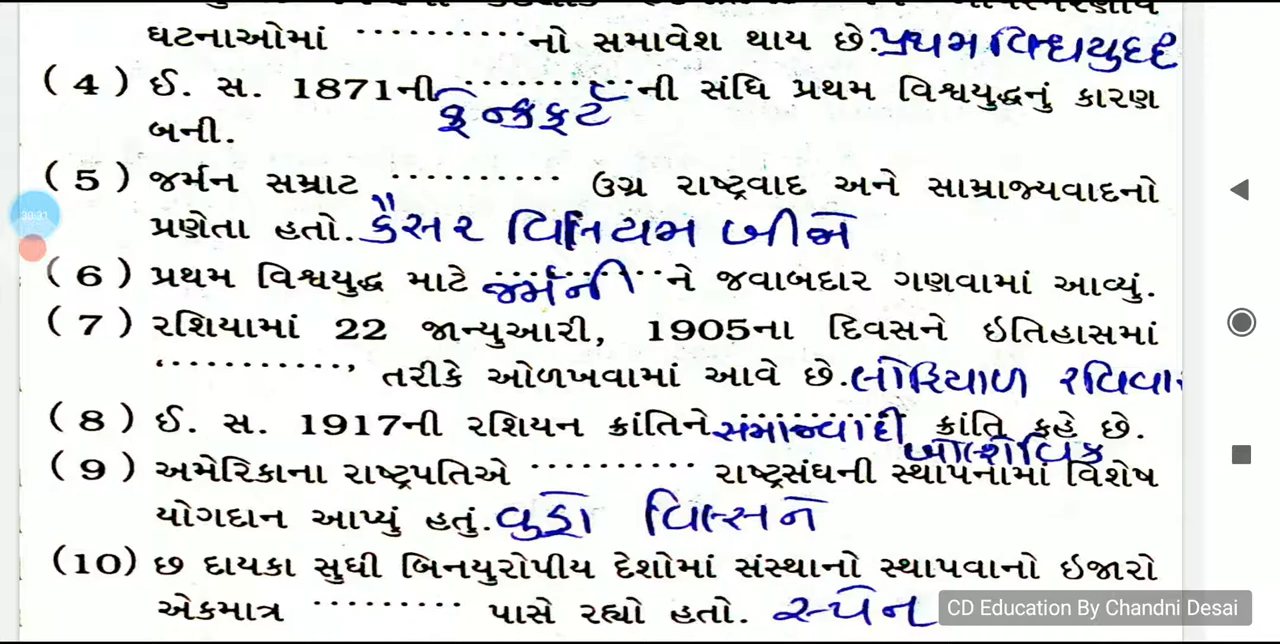 ઘટનાઓમાં ··········નો સમાવેશ થાય છે. પ્રથમ વિશ્વયુદ્ધ
(4) ઈ. સ. 1871ની ··········ની સંધિ પ્રથમ વિશ્વયુદ્ધનું કારણ
ફ્રેન્કફર્ટ
બની.
(5) જર્મન સમ્રાટ ·········· ઉગ્ર રાષ્ટ્રવાદ અને સામ્રાજ્યવાદનો
પ્રણેતા હતો. કૈસર વિલિયમ બીજો
(6) પ્રથમ વિશ્વયુદ્ધ માટે જર્મની ને જવાબદાર ગણવામાં આવ્યું.
(7) રશિયામાં 22 જાન્યુઆરી, 1905ના દિવસને ઇતિહાસમાં
‘···········’ તરીકે ઓળખવામાં આવે છે. લોહિયાળ રવિવાર
(8) ઈ. સ. 1917ની રશિયન ક્રાંતિને સમાજવાદી ક્રાંતિ કહે છે.
બોલ્શેવિક
(9) અમેરિકાના રાષ્ટ્રપતિએ ·········· રાષ્ટ્રસંઘની સ્થાપનામાં વિશેષ
યોગદાન આપ્યું હતું. વુડ્રો વિલ્સન
(10) છ દાયકા સુધી બિનયુરોપીય દેશોમાં સંસ્થાનો સ્થાપવાનો ઇજારો
એકમાત્ર ········· પાસે રહ્યો હતો. સ્પેન
CD Education By Chandni Desai